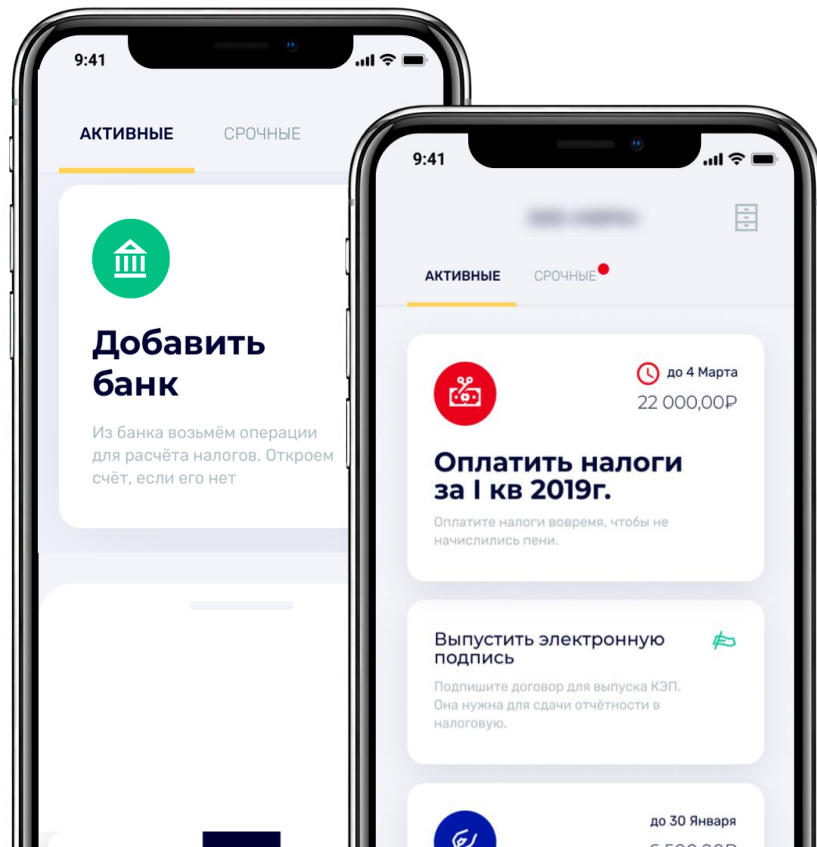 9:41
АКТИВНЫЕ СРОЧНЫЕ
Добавить
банк
Из банка возьмём операции
для расчёта налогов. Откроем
счёт, если его нет
9:41
АКТИВНЫЕ СРОЧНЫЕ
до 4 Марта
22 000,00₽
Оплатить налоги
за I кв 2019г.
Оплатите налоги вовремя, чтобы не
начислились пени.
Выпустить электронную
подпись
Подпишите договор для выпуска КЭП.
Она нужна для сдачи отчётности в
налоговую.
до 30 Января